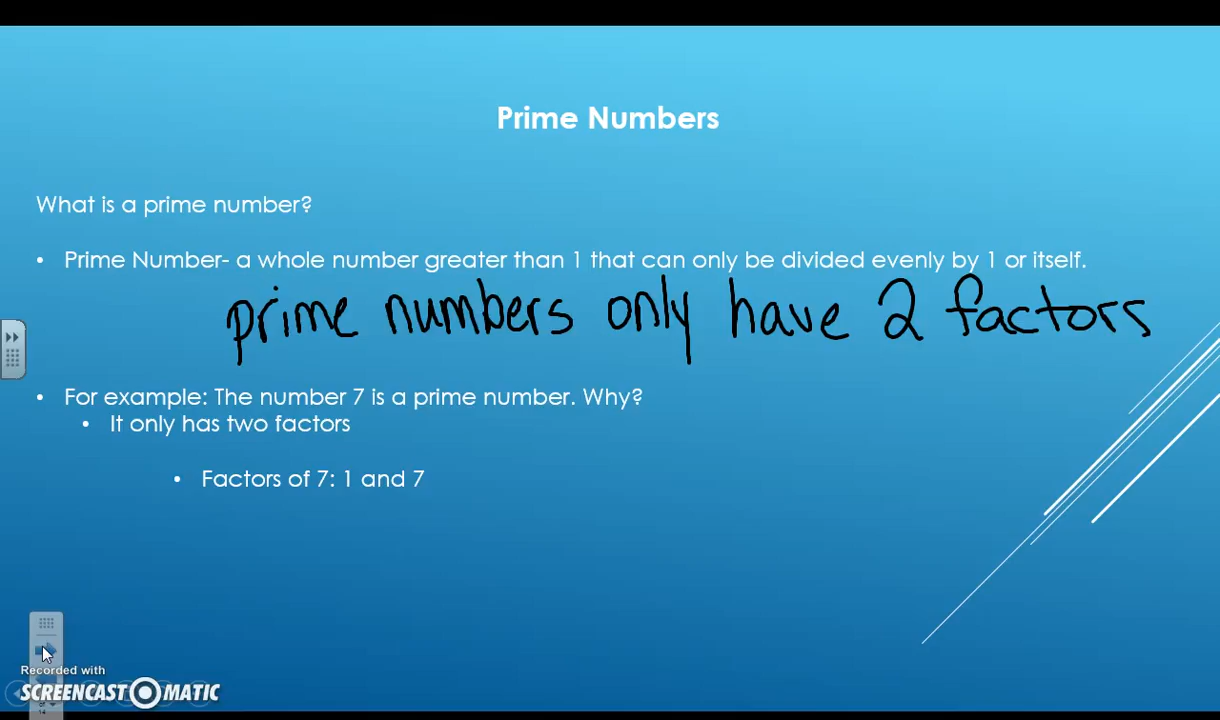 Prime Numbers
What is a prime number?
• Prime Number- a whole number greater than 1 that can only be divided evenly by 1 or itself.
prime numbers only have 2 factors
• For example: The number 7 is a prime number. Why?
• It only has two factors
• Factors of 7: 1 and 7
Recorded with
SCREENCAST MATIC